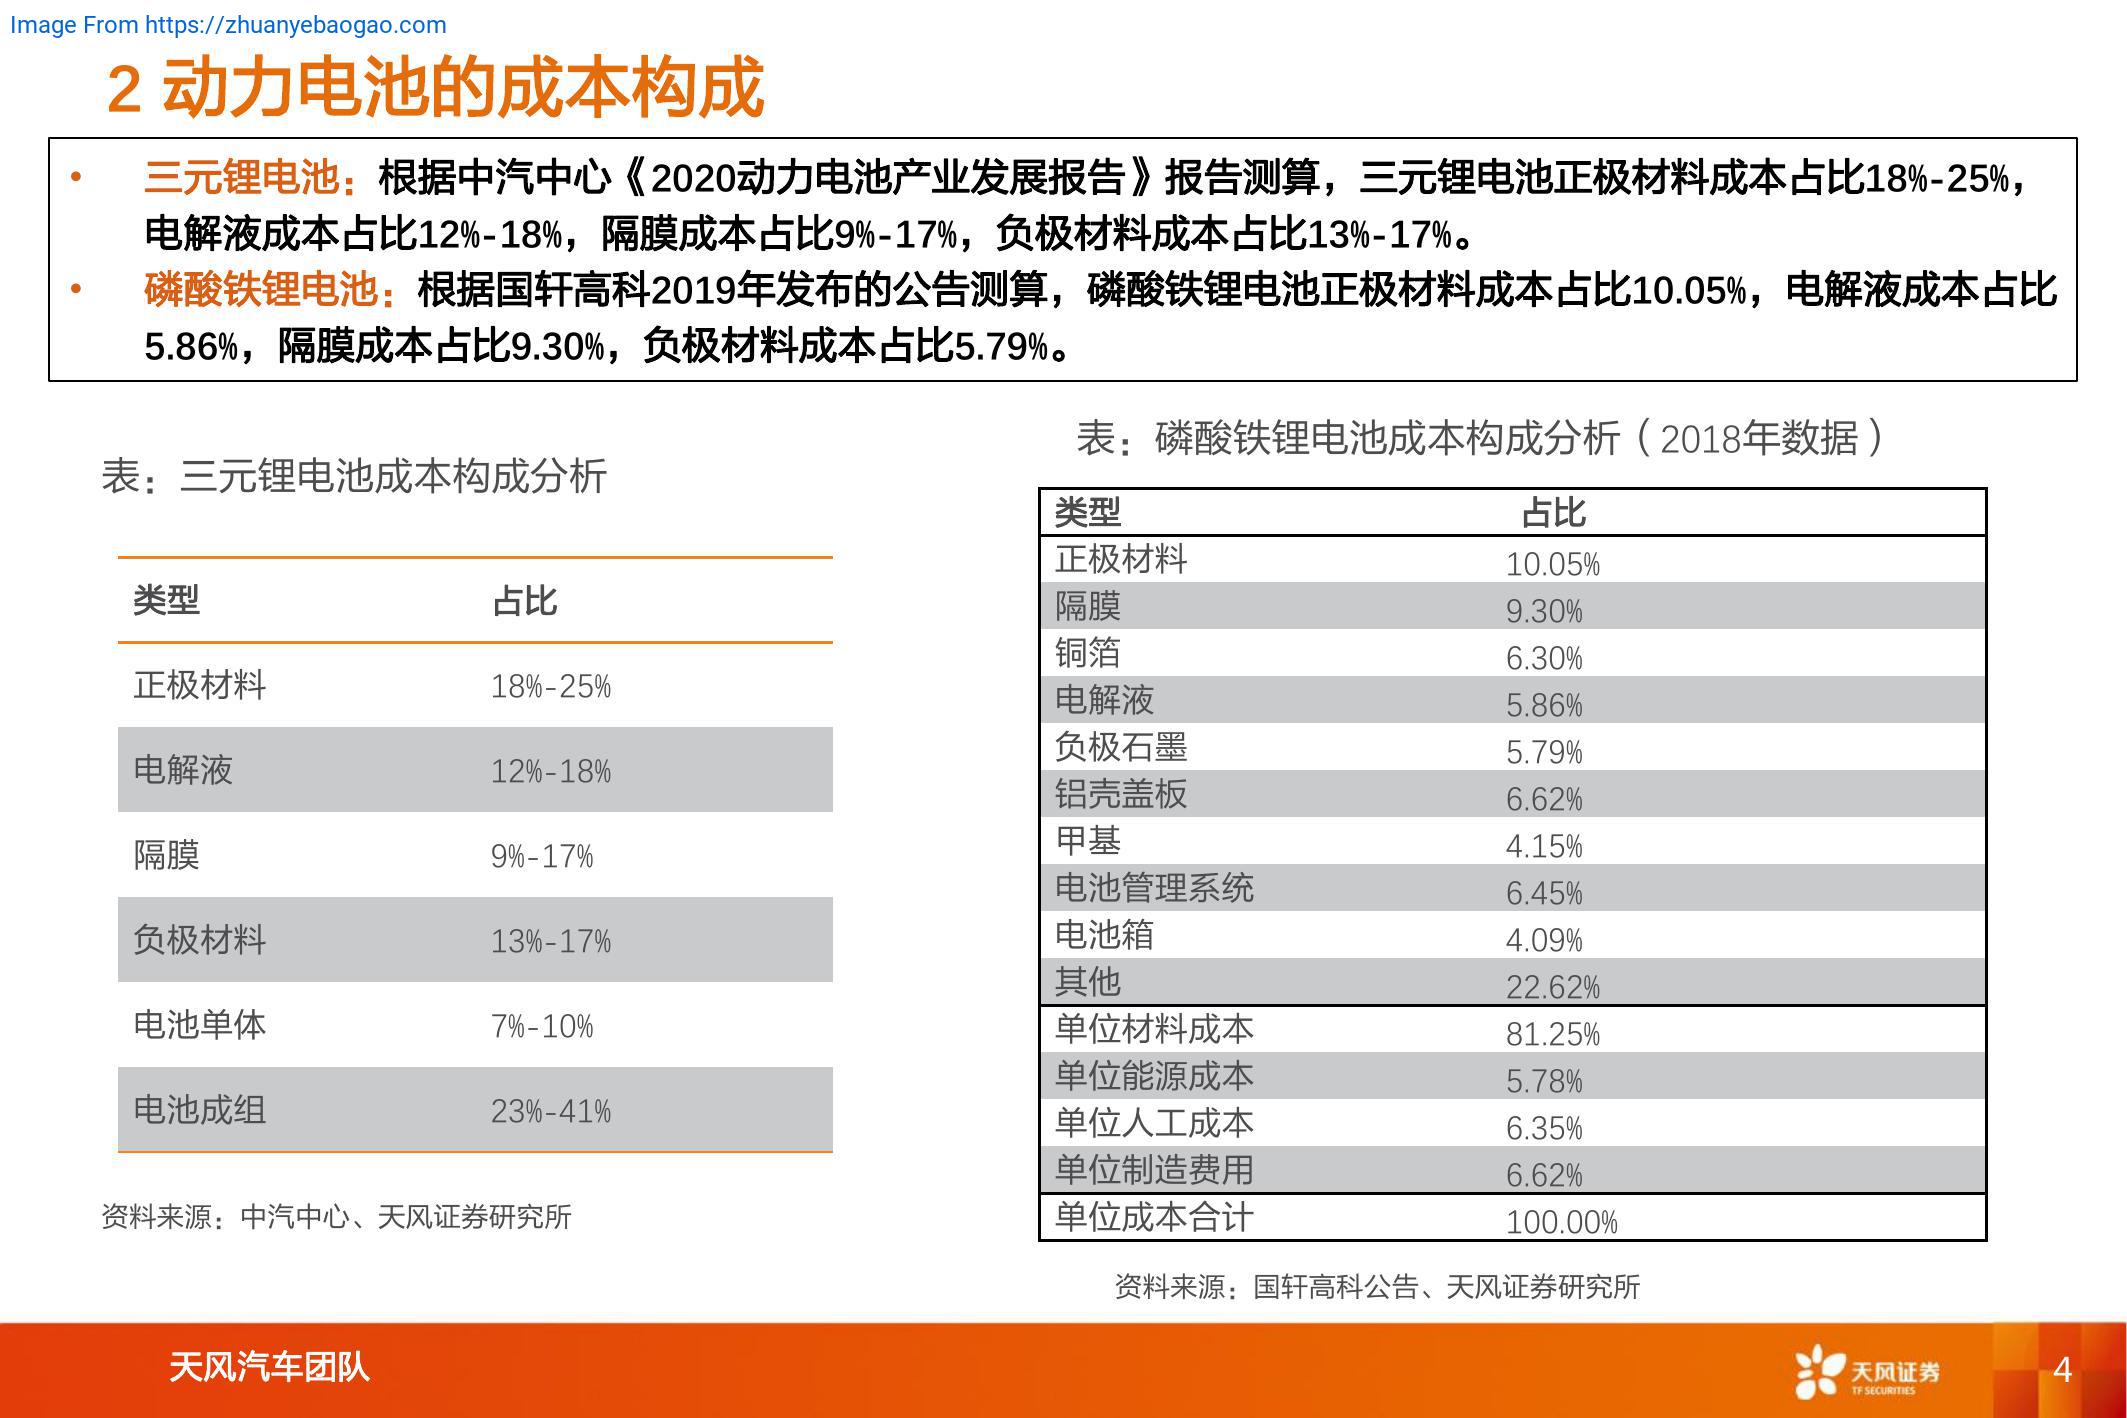 Image From https://zhuanyebaogao.com
2 动力电池的成本构成
• 三元锂电池：根据中汽中心《2020动力电池产业发展报告》报告测算，三元锂电池正极材料成本占比18%-25%，
电解液成本占比12%-18%，隔膜成本占比9%-17%，负极材料成本占比13%-17%。
• 磷酸铁锂电池：根据国轩高科2019年发布的公告测算，磷酸铁锂电池正极材料成本占比10.05%，电解液成本占比
5.86%，隔膜成本占比9.30%，负极材料成本占比5.79%。
表：三元锂电池成本构成分析
类型 占比
正极材料 18%-25%
电解液 12%-18%
隔膜 9%-17%
负极材料 13%-17%
电池单体 7%-10%
电池成组 23%-41%
资料来源：中汽中心、天风证券研究所
表：磷酸铁锂电池成本构成分析（2018年数据）
类型 占比
正极材料 10.05%
隔膜 9.30%
铜箔 6.30%
电解液 5.86%
负极石墨 5.79%
铝壳盖板 6.62%
甲基 4.15%
电池管理系统 6.45%
电池箱 4.09%
其他 22.62%
单位材料成本 81.25%
单位能源成本 5.78%
单位人工成本 6.35%
单位制造费用 6.62%
单位成本合计 100.00%
资料来源：国轩高科公告、天风证券研究所
天风汽车团队
天风证券
TF SECURITIES
4